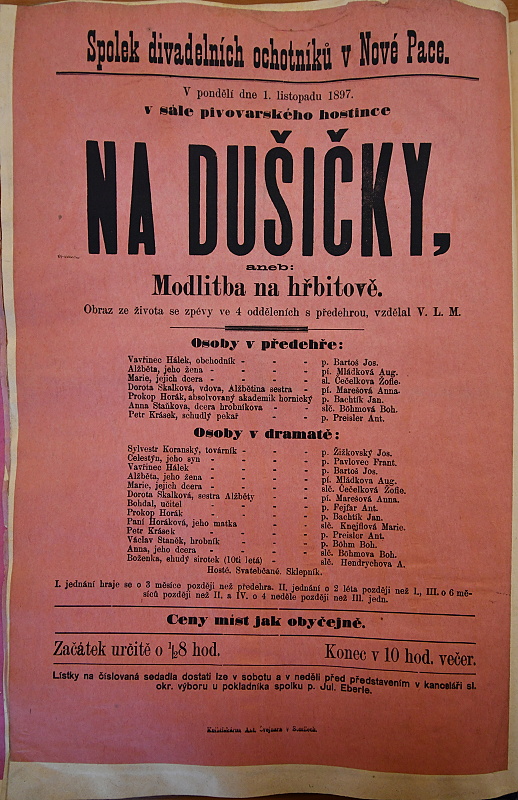 Spolek divadelních ochotníků v Nové Pace.
V pondělí dne 1. listopadu 1897.
v sále pivovarského hostince
NA DUŠIČKY,
aneb:
Modlitba na hřbitově.
Obraz ze života se zpěvy ve 4 odděleních s předehrou, vzdělal V. L. M.
Osoby v předehře:
Vavřinec Hálek, obchodník - - - p. Bartoš Jos.
Alžběta, jeho žena - - - - pí. Mládková Aug.
Marie, jejich dcera - - - - sl. Čečelkova Žofie.
Dorota Skalková, vdova, Alžbětina sestra - pí. Marešová Anna.
Prokop Horák, absolvovaný akademik hornický p. Bachtík Jan.
Anna Staňkova, dcera hrobníkova - - slč. Böhmová Boh.
Petr Krásek, schudlý pekař - - - p. Preisler Ant.
Osoby v dramatě:
Sylvestr Koranský, továrník - - - p. Žižkovský Jos.
Celestýn, jeho syn - - - - p. Pavlovec Frant.
Vavřinec Hálek - - - - p. Bartoš Jos.
Alžběta, jeho žena - - - - pí. Mládkova Aug.
Marie, jejich dcera - - - - slč. Čečelková Žofie.
Dorota Skalková, sestra Alžběty - - pí. Marešová Anna.
Bohdal, učitel - - - - p. Fejfar Ant.
Prokop Horák - - - - p. Bachtík Jan.
Paní Horáková, jeho matka - - - slč. Knejflová Marie.
Petr Krásek - - - - p. Preisler Ant.
Václav Staněk, hrobník - - - p. Böhm Boh.
Anna, jeho dcera - - - - slč. Böhmova Boh.
Boženka, chudý sirotek (10ti letá) - - slč. Hendrychova A.
Hosté. Svatebčané. Sklepník.
I. jednání hraje se o 3 měsíce později než předehra. II. jednání o 2 léta později než I., III. o 6 mě-
síců později než II. a IV. o 4 neděle později než III. jedn.
Ceny míst jak obyčejně.
Začátek určitě o ½8 hod. Konec v 10 hod. večer.
Lístky na číslovaná sedadla dostati lze v sobotu a v neděli před představením v kanceláři sl.
okr. výboru u pokladníka spolku p. Jul. Eberle.
Knihtiskárna Ant.